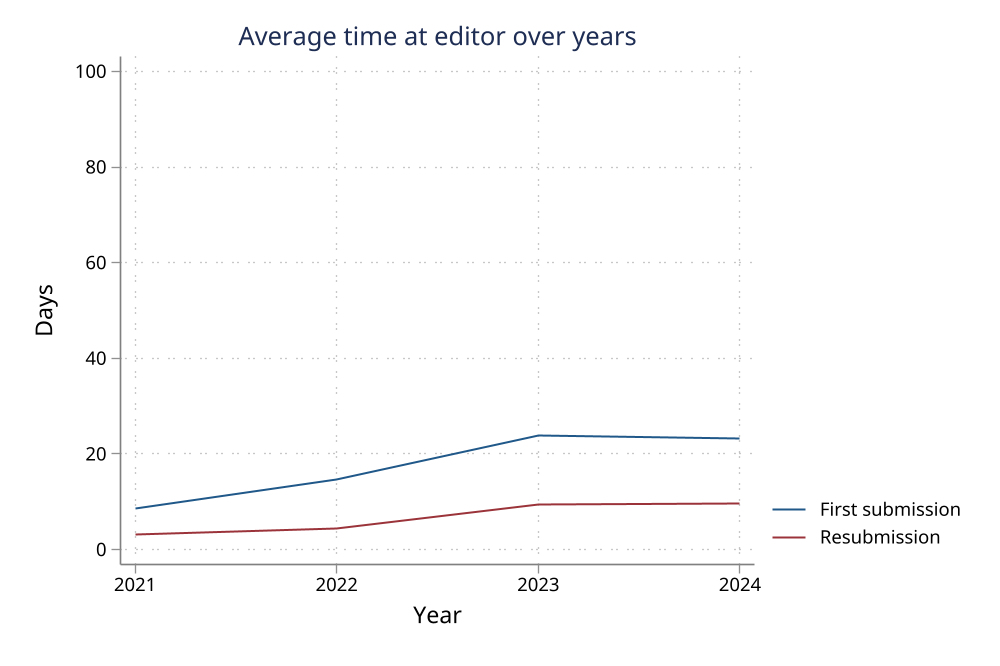 Average time at editor over years
100
80
60
40
20
0
Days
2021 2022 2023 2024
Year
First submission
Resubmission